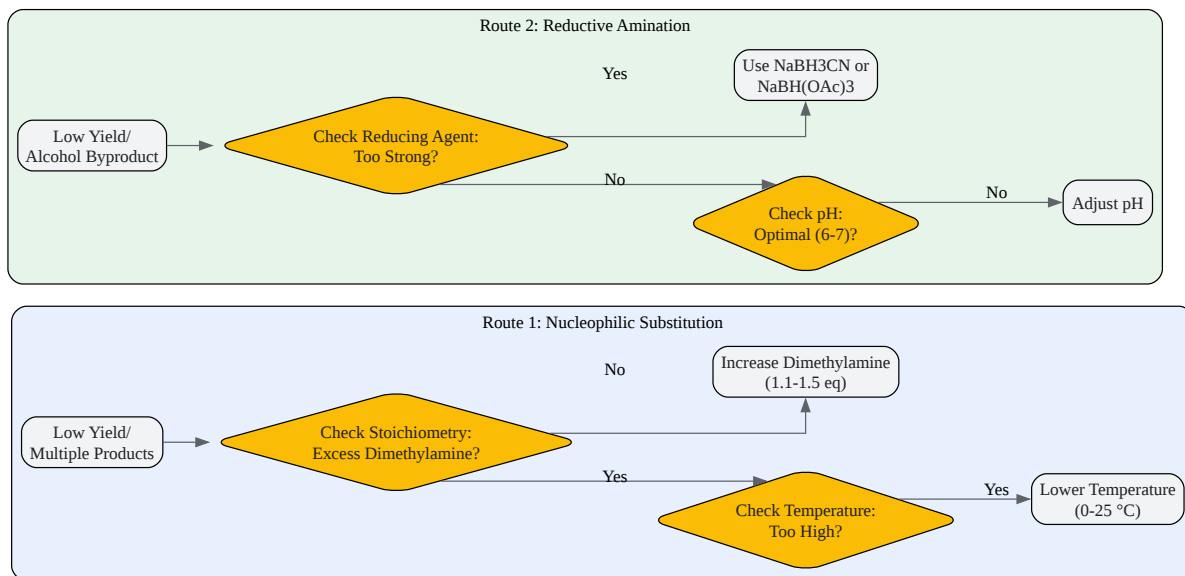 Route 2: Reductive Amination
Yes
Use NaBH3CN or
NaBH(OAc)3
Low Yield/
Alcohol Byproduct
Check Reducing Agent:
Too Strong?
No
Check pH:
Optimal (6-7)?
No
Adjust pH
Route 1: Nucleophilic Substitution
No
Increase Dimethylamine
(1.1-1.5 eq)
Low Yield/
Multiple Products
Check Stoichiometry:
Excess Dimethylamine?
Yes
Check Temperature:
Too High?
Yes
Lower Temperature
(0-25 °C)